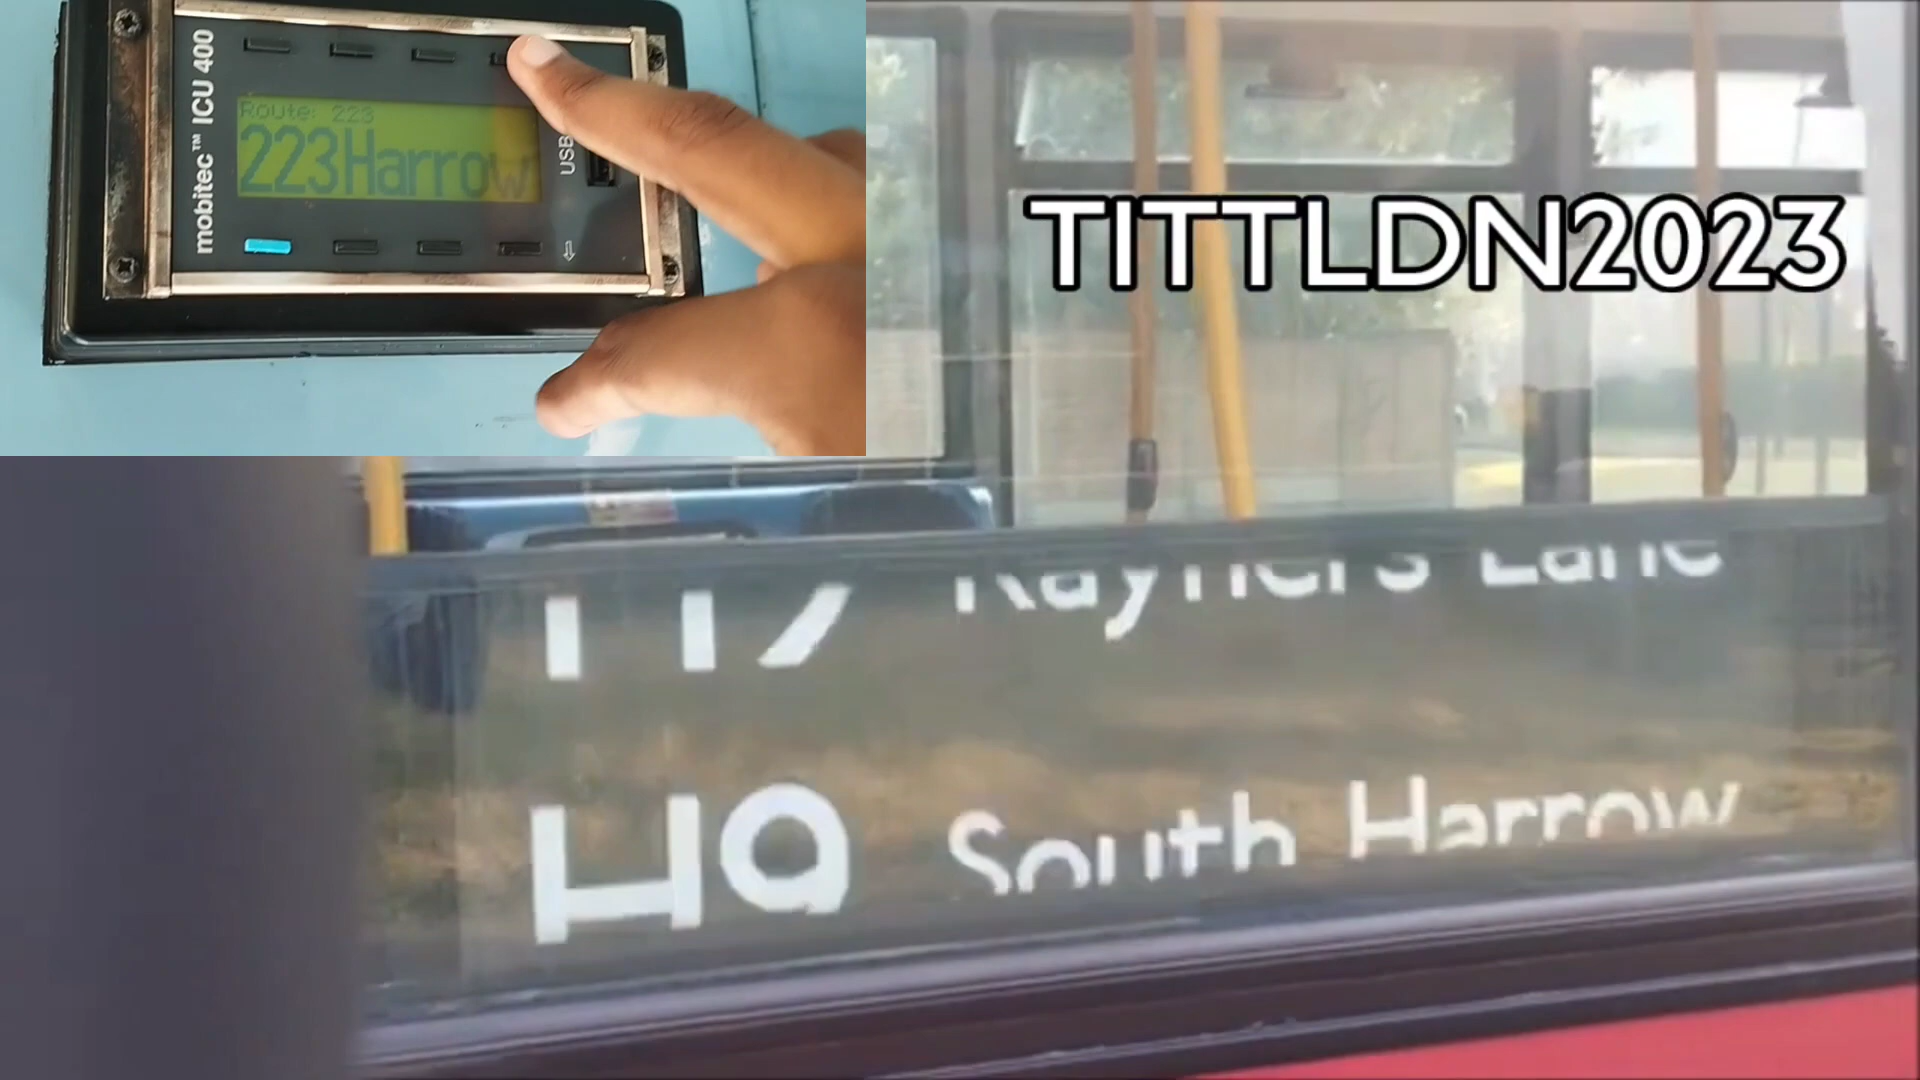 mobitec™ ICU 400
Route: 223
223Harrow
USB
TITTLDN2023
Rayners Lane
H9 South Harrow